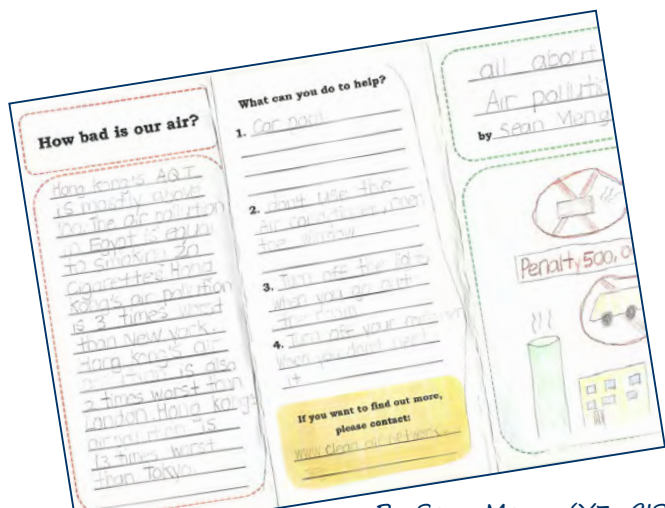 How bad is our air?
Hong Kong's AQI
is mostly above
100. The air pollution
in Egypt is equal
to Smoking 20
Cigarettes. Hong
Kong's air pollution
is 3 times worst
than New York.
Hong Kong's air
is also
2 times worst than
London. Hong Kong's
air pollution is
13 times worst
than Tokyo.
What can you do to help?
1. Car pool
2. don't use the
Air conditioner, open
the window
3. Turn off the lights
when you go out
the room
4. Turn off your
when you don't need
it
If you want to find out more,
please contact:
www.clean
all about
Air polluti
by Sean Meng
Penalty 500,0
By Sean